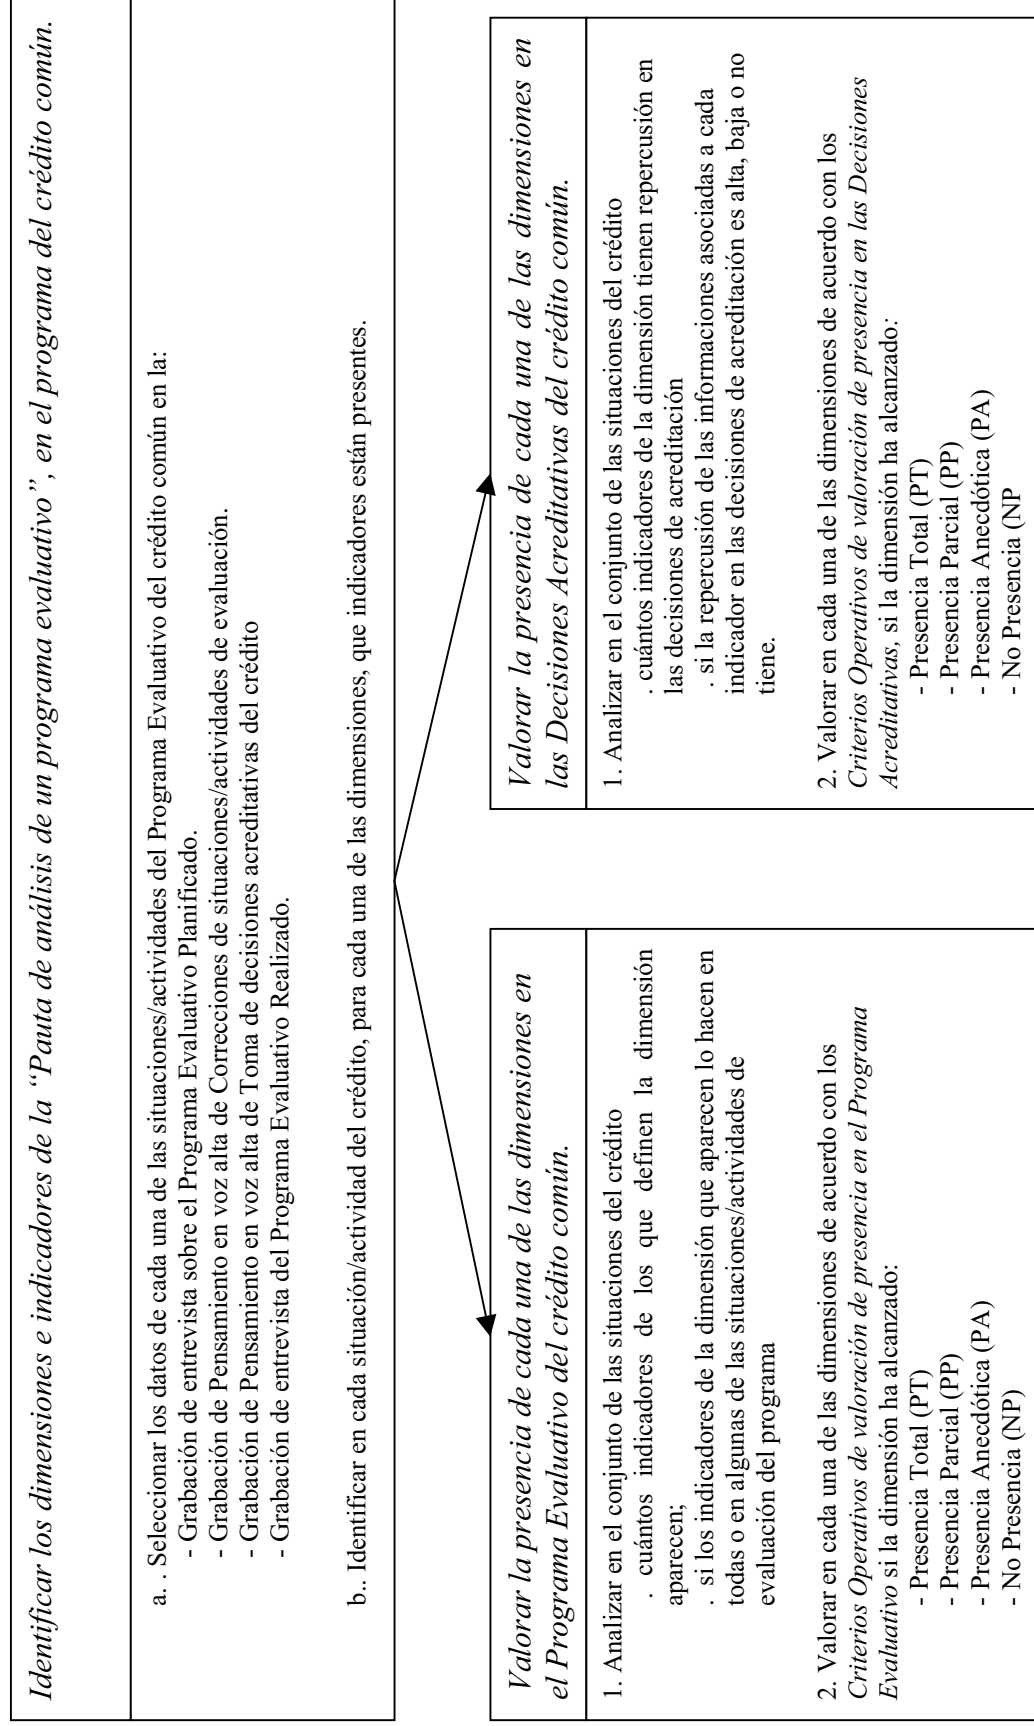 Identificar los dimensiones e indicadores de la “Pauta de análisis de un programa evaluativo”, en el programa del crédito común.
a. . Seleccionar los datos de cada una de las situaciones/actividades del Programa Evaluativo del crédito común en la:
- Grabación de entrevista sobre el Programa Evaluativo Planificado.
- Grabación de Pensamiento en voz alta de Correcciones de situaciones/actividades de evaluación.
- Grabación de Pensamiento en voz alta de Toma de decisiones acreditativas del crédito
- Grabación de entrevista del Programa Evaluativo Realizado.
b.. Identificar en cada situación/actividad del crédito, para cada una de las dimensiones, que indicadores están presentes.
Valorar la presencia de cada una de las dimensiones en
el Programa Evaluativo del crédito común.
1. Analizar en el conjunto de las situaciones del crédito
. cuántos indicadores de los que definen la dimensión
aparecen;
. si los indicadores de la dimensión que aparecen lo hacen en
todas o en algunas de las situaciones/actividades de
evaluación del programa
2. Valorar en cada una de las dimensiones de acuerdo con los
Criterios Operativos de valoración de presencia en el Programa
Evaluativo si la dimensión ha alcanzado:
- Presencia Total (PT)
- Presencia Parcial (PP)
- Presencia Anecdótica (PA)
- No Presencia (NP)
Valorar la presencia de cada una de las dimensiones en
las Decisiones Acreditativas del crédito común.
1. Analizar en el conjunto de las situaciones del crédito
. cuántos indicadores de la dimensión tienen repercusión en
las decisiones de acreditación
. si la repercusión de las informaciones asociadas a cada
indicador en las decisiones de acreditación es alta, baja o no
tiene.
2. Valorar en cada una de las dimensiones de acuerdo con los
Criterios Operativos de valoración de presencia en las Decisiones
Acreditativas, si la dimensión ha alcanzado:
- Presencia Total (PT)
- Presencia Parcial (PP)
- Presencia Anecdótica (PA)
- No Presencia (NP